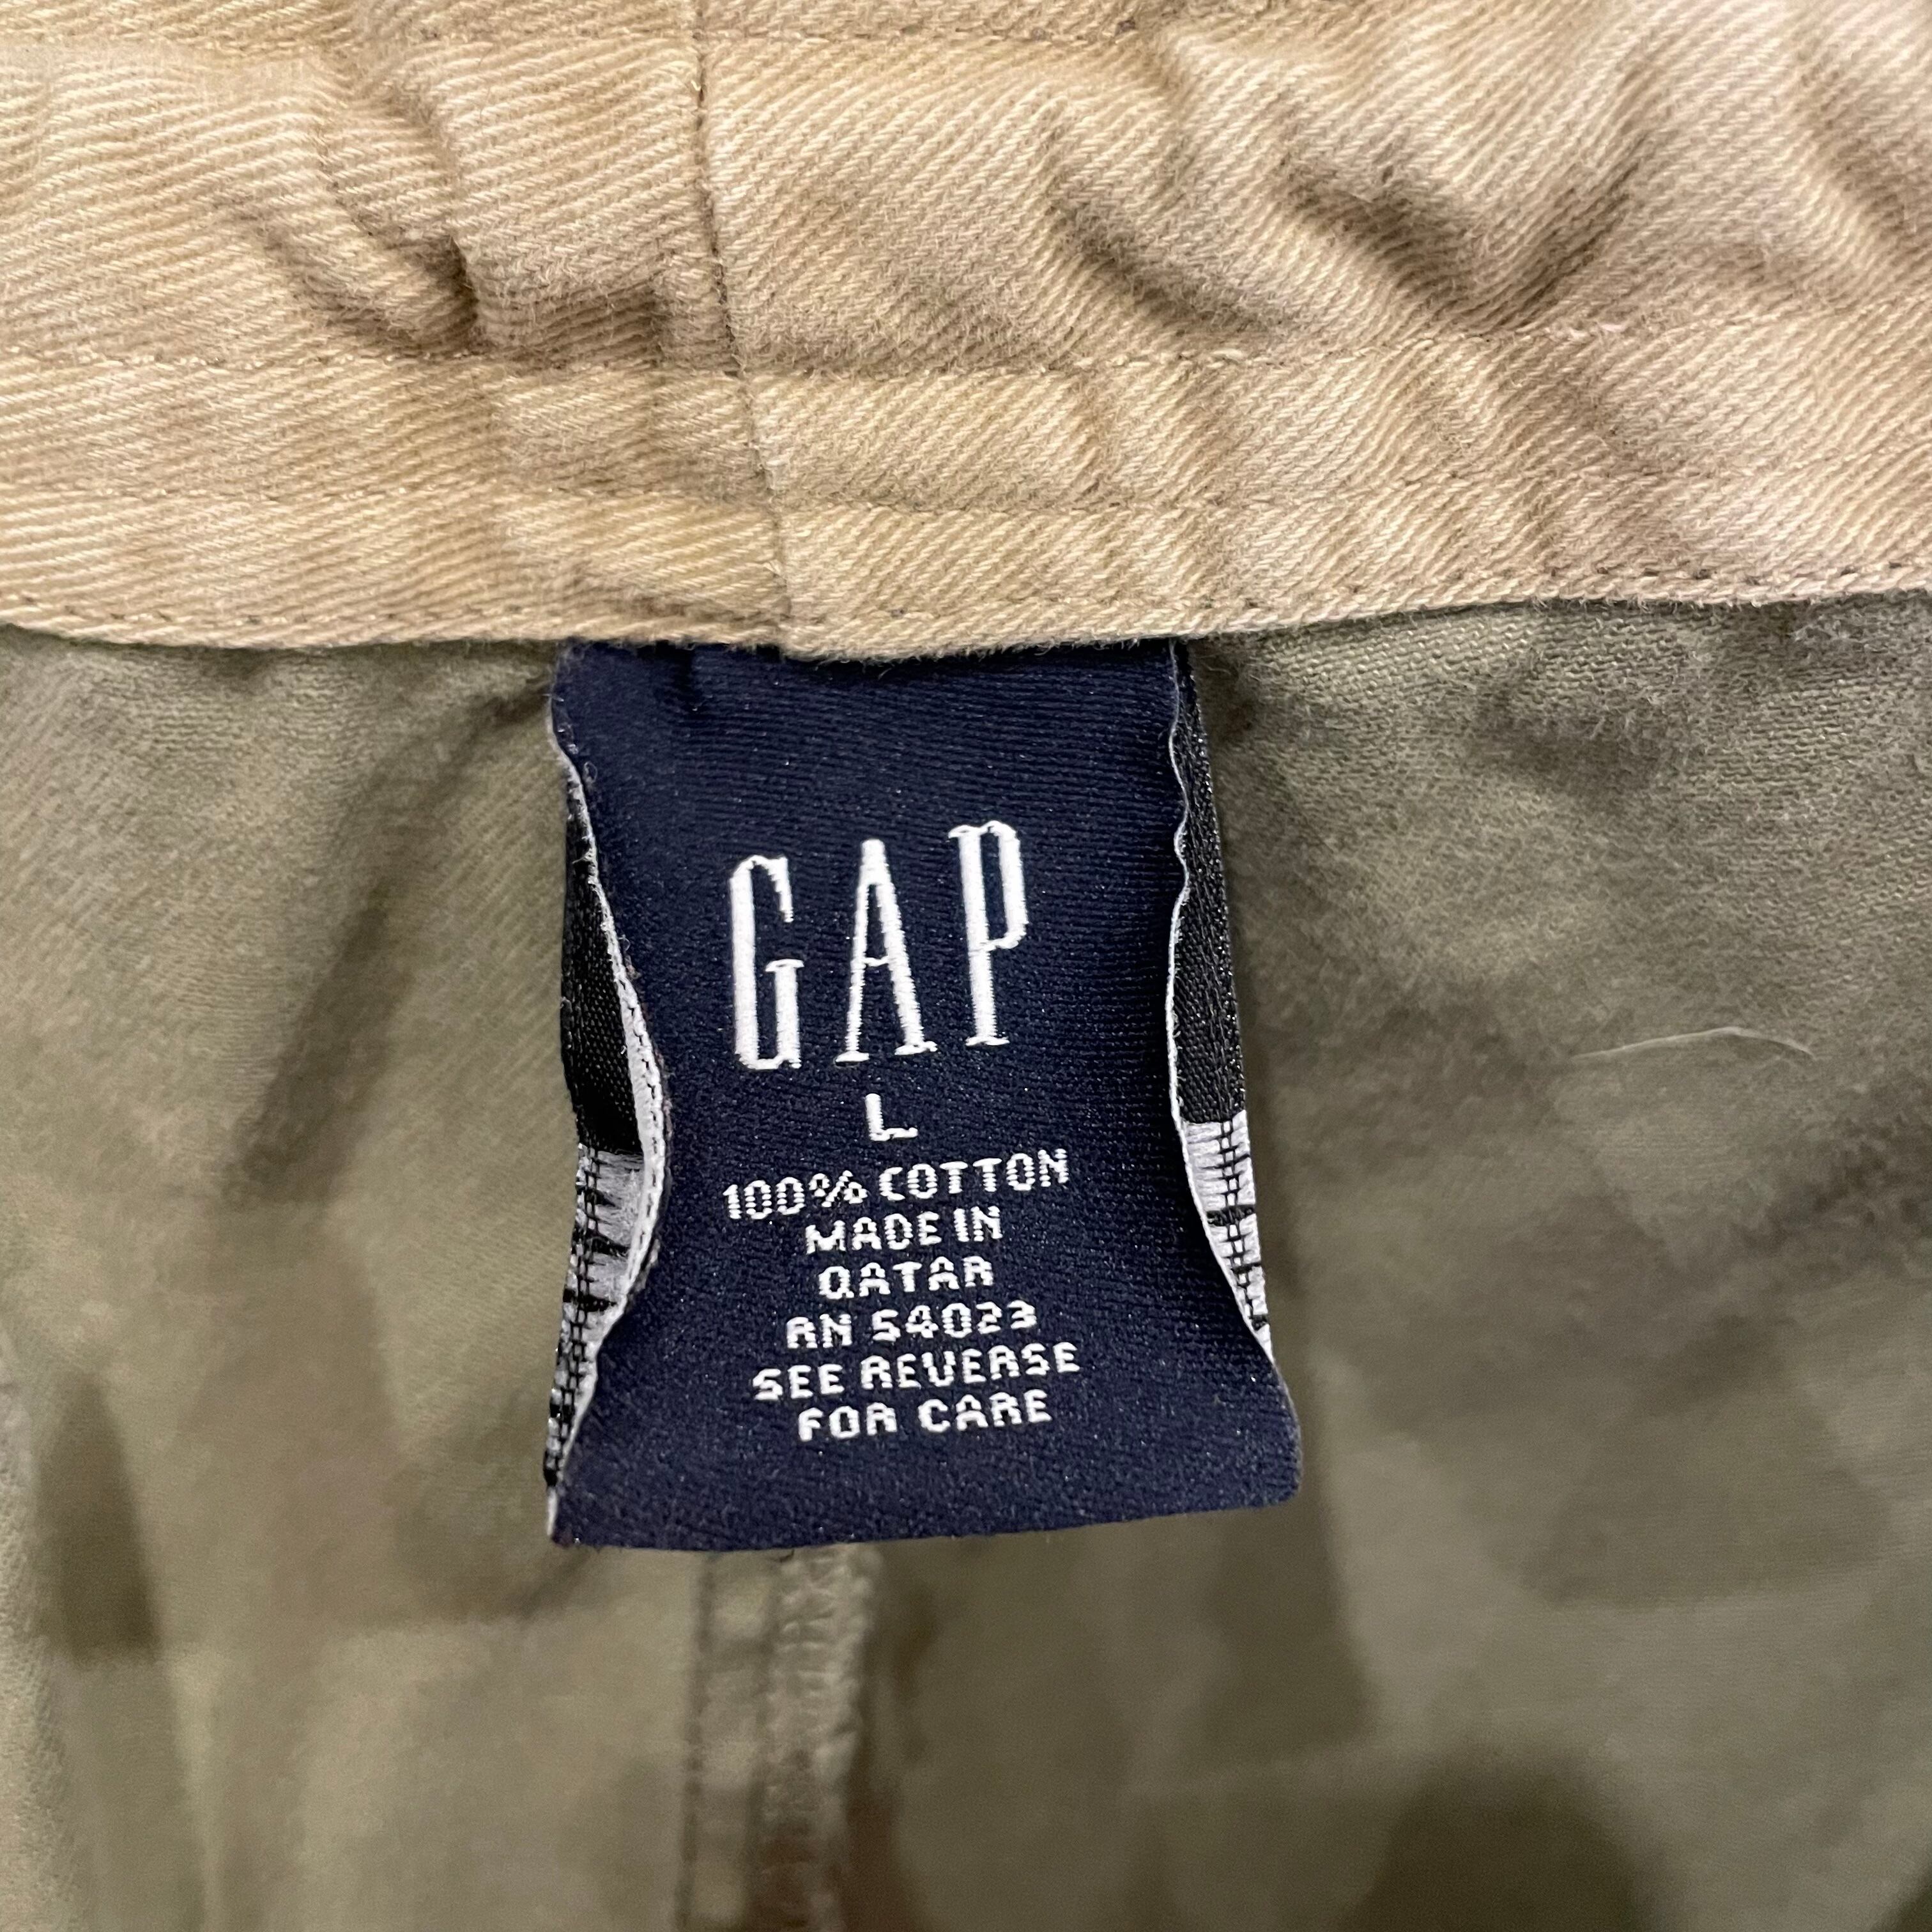 GAP
L
100% COTTON
MADE IN
QATAR
RN 54023
SEE REVERSE
FOR CARE